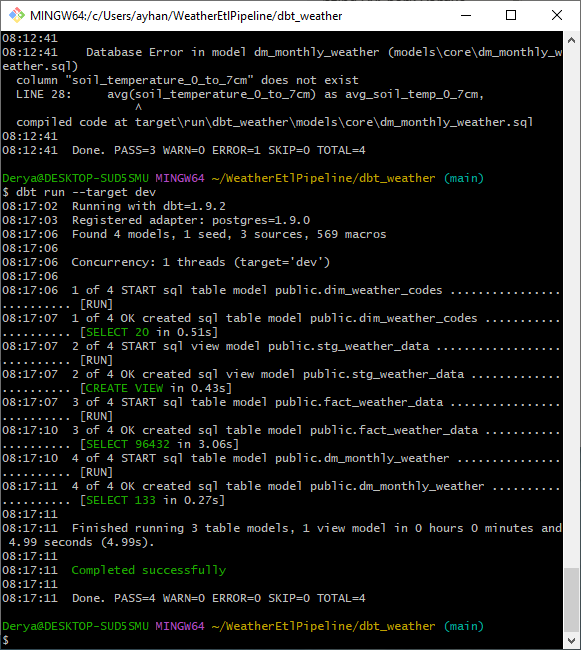 MINGW64:/c/Users/ayhan/WeatherEtlPipeline/dbt_weather
08:12:41
08:12:41    Database Error in model dm_monthly_weather (models\core\dm_monthly_w
eather.sql)
  column "soil_temperature_0_to_7cm" does not exist
  LINE 28:     avg(soil_temperature_0_to_7cm) as avg_soil_temp_0_7cm,
                   ^
  compiled code at target\run\dbt_weather\models\core\dm_monthly_weather.sql
08:12:41
08:12:41  Done. PASS=3 WARN=0 ERROR=1 SKIP=0 TOTAL=4
Derya@DESKTOP-SUD5SMU MINGW64 ~/WeatherEtlPipeline/dbt_weather (main)
$ dbt run --target dev
08:17:02  Running with dbt=1.9.2
08:17:03  Registered adapter: postgres=1.9.0
08:17:06  Found 4 models, 1 seed, 3 sources, 569 macros
08:17:06
08:17:06  Concurrency: 1 threads (target='dev')
08:17:06
08:17:06  1 of 4 START sql table model public.dim_weather_codes ................
.......... [RUN]
08:17:07  1 of 4 OK created sql table model public.dim_weather_codes ...........
.......... [SELECT 20 in 0.51s]
08:17:07  2 of 4 START sql view model public.stg_weather_data ..................
.......... [RUN]
08:17:07  2 of 4 OK created sql view model public.stg_weather_data .............
.......... [CREATE VIEW in 0.43s]
08:17:07  3 of 4 START sql table model public.fact_weather_data ................
.......... [RUN]
08:17:10  3 of 4 OK created sql table model public.fact_weather_data ...........
.......... [SELECT 96432 in 3.06s]
08:17:10  4 of 4 START sql table model public.dm_monthly_weather ...............
.......... [RUN]
08:17:11  4 of 4 OK created sql table model public.dm_monthly_weather ..........
.......... [SELECT 133 in 0.27s]
08:17:11
08:17:11  Finished running 3 table models, 1 view model in 0 hours 0 minutes and
 4.99 seconds (4.99s).
08:17:11
08:17:11  Completed successfully
08:17:11
08:17:11  Done. PASS=4 WARN=0 ERROR=0 SKIP=0 TOTAL=4
Derya@DESKTOP-SUD5SMU MINGW64 ~/WeatherEtlPipeline/dbt_weather (main)
$